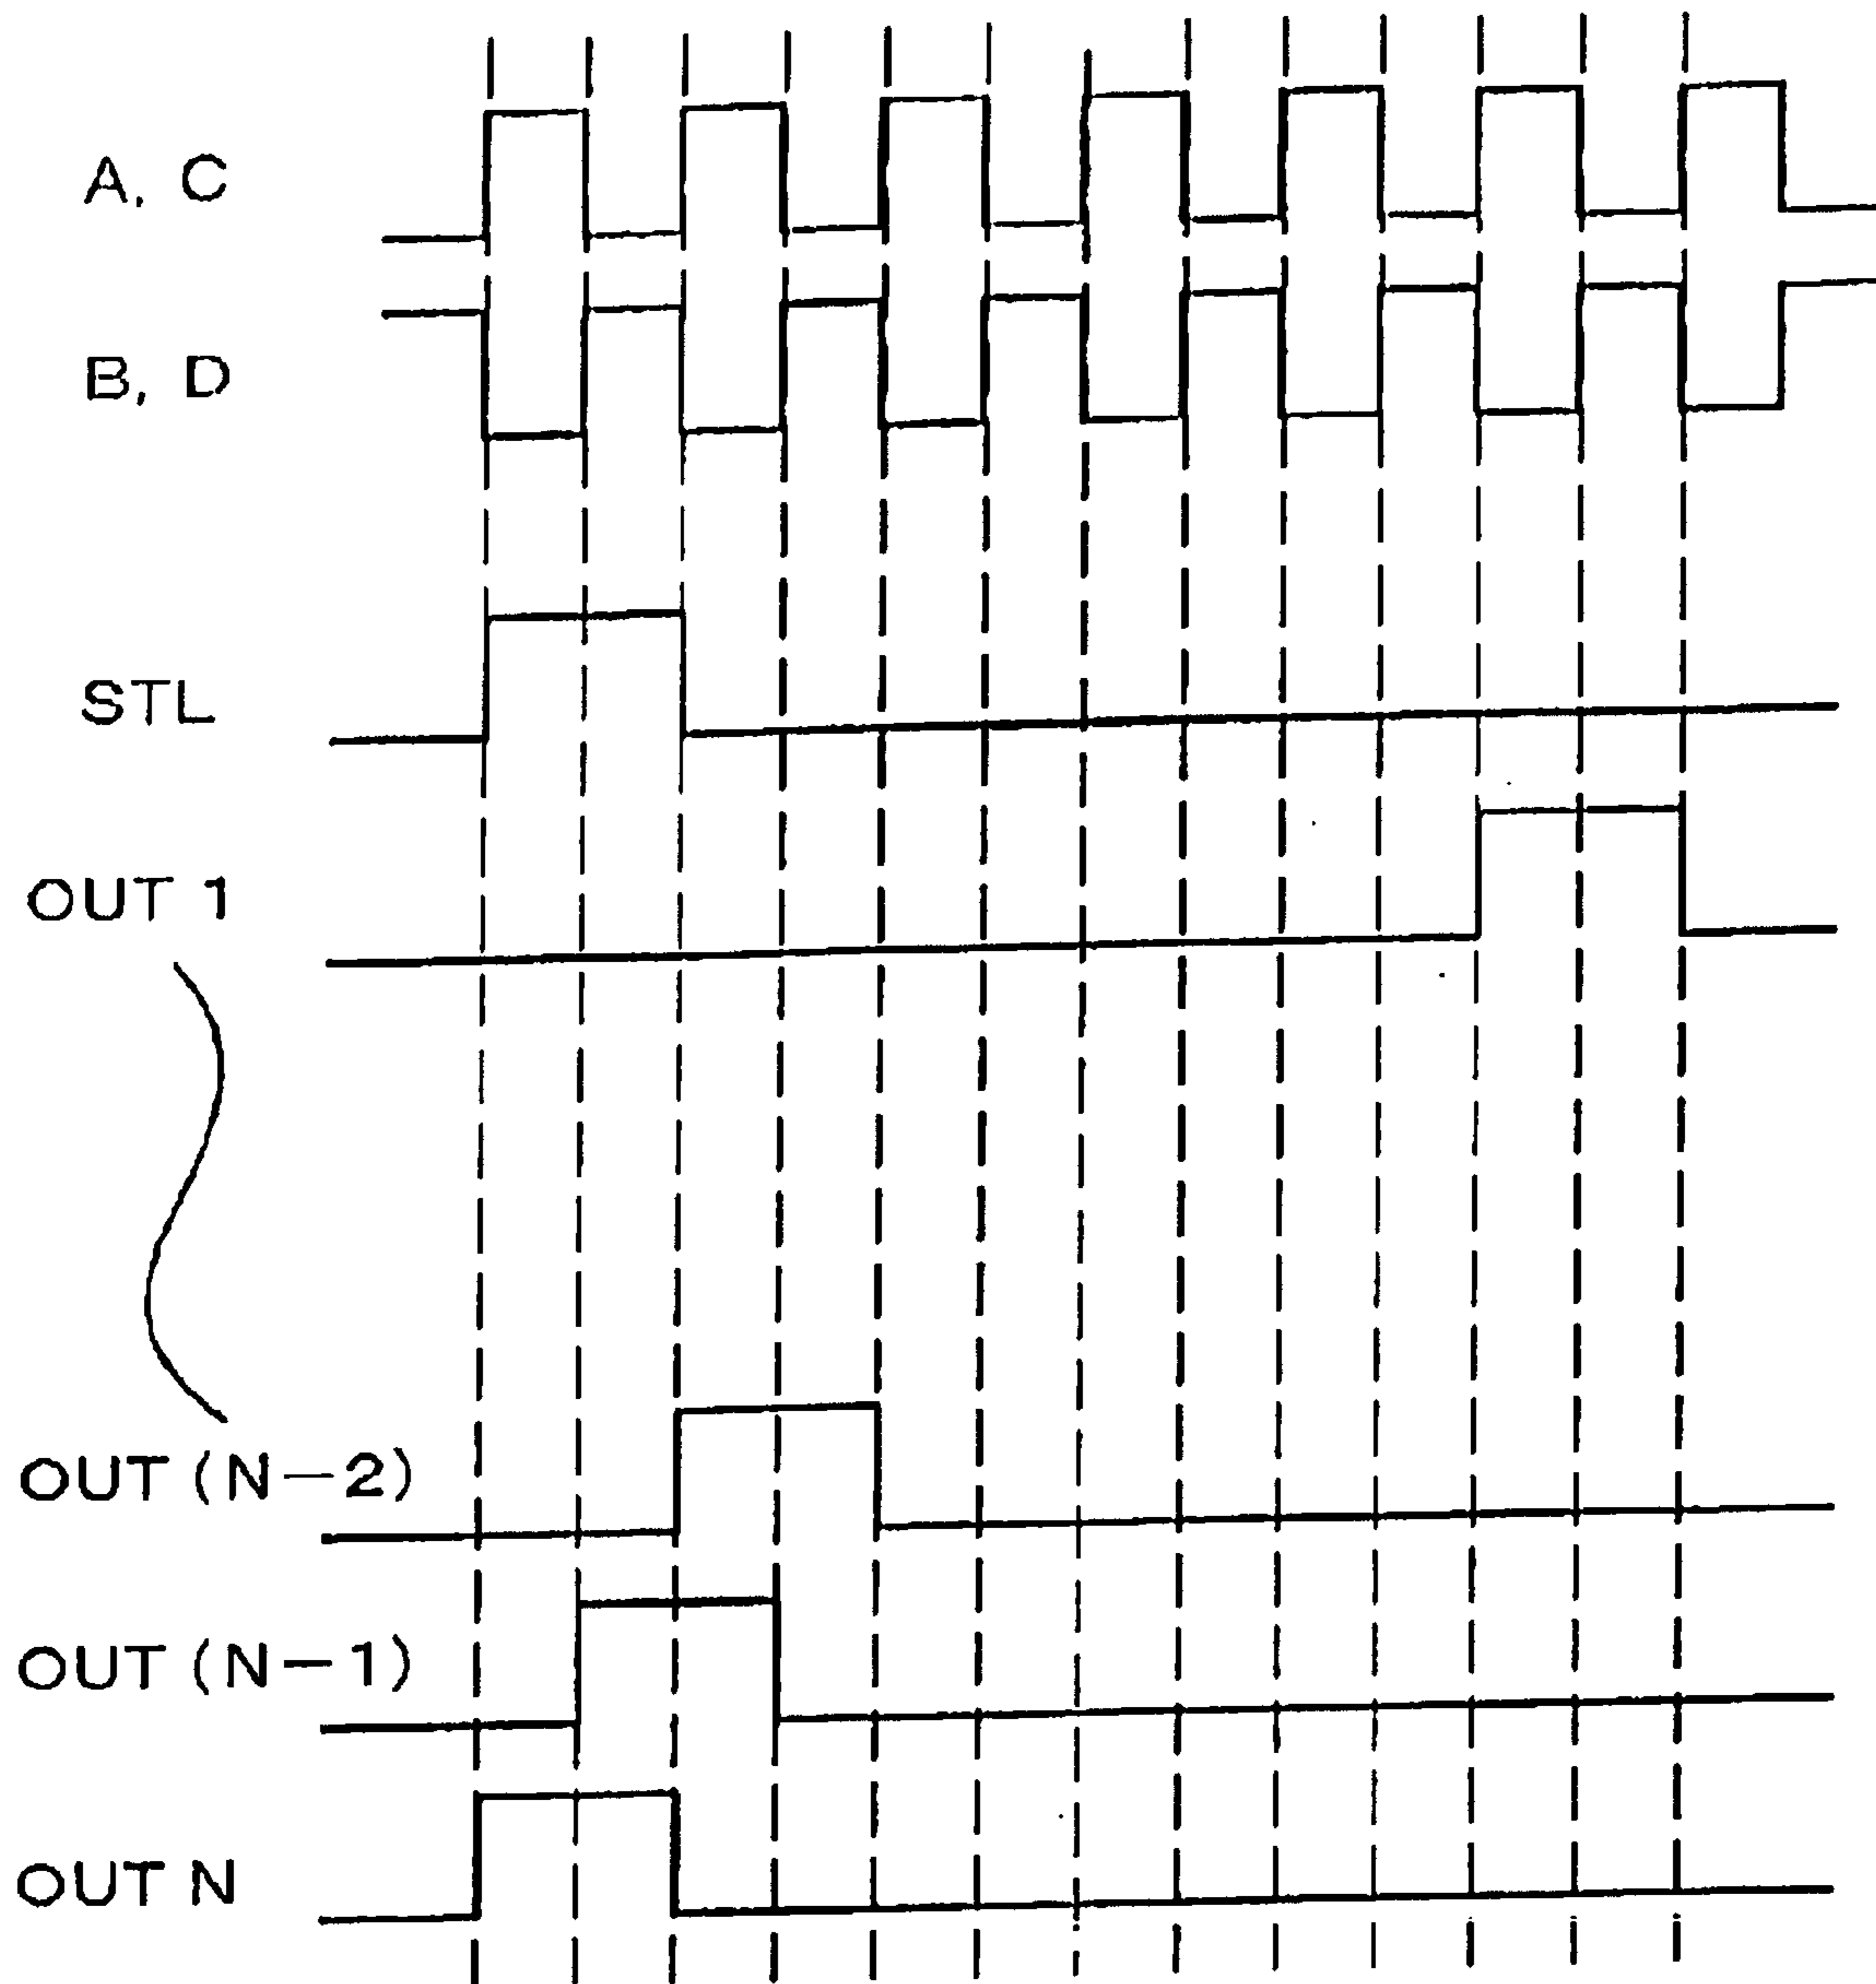 A, C
B, D
STL
OUT 1
OUT (N−2)
OUT (N−1)
OUT N